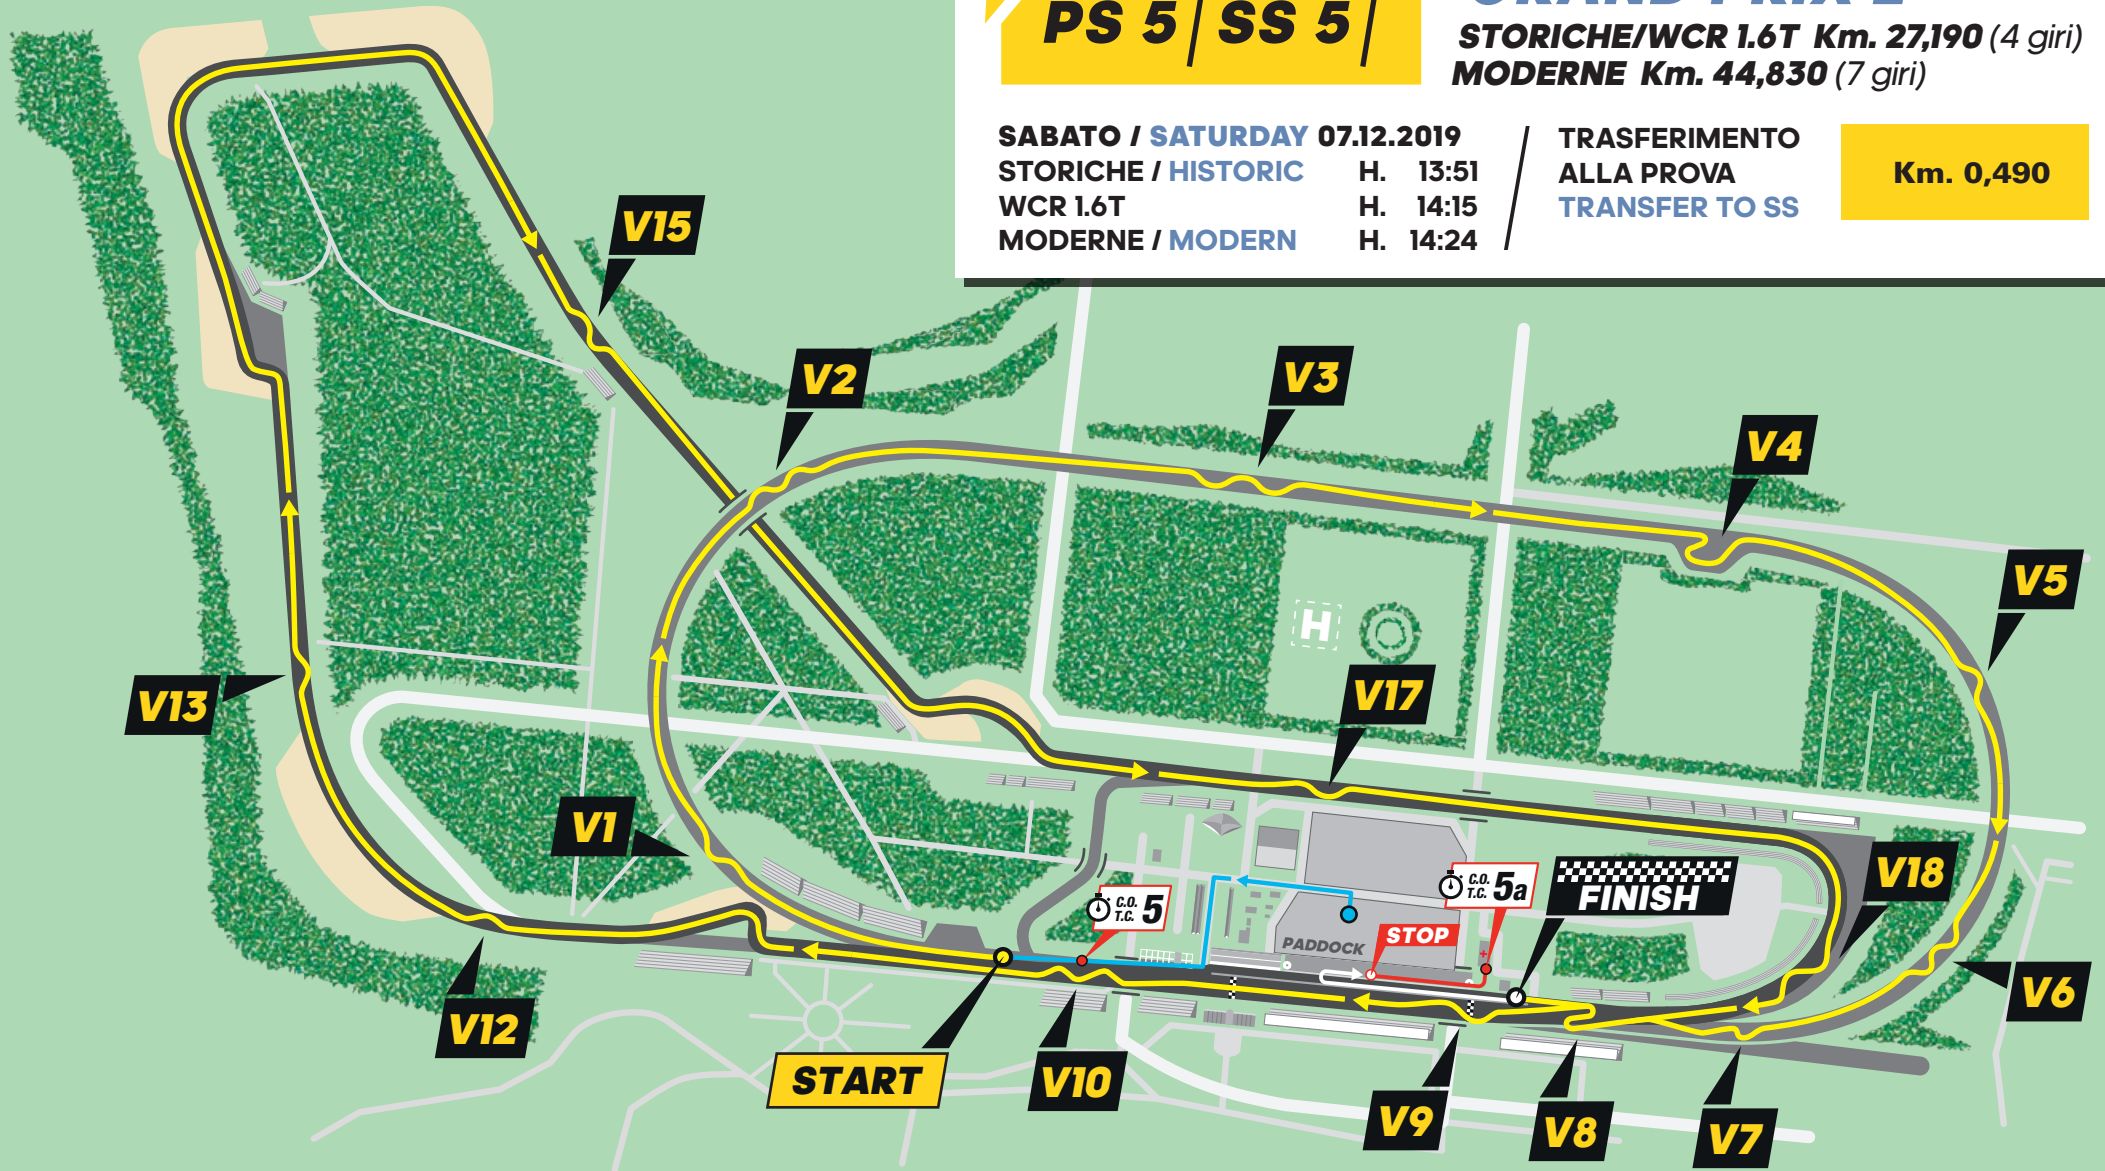 PS 5 / SS 5 /
GRAND PRIX 2
STORICHE/WCR 1.6T Km. 27,190 (4 giri)
MODERNE Km. 44,830 (7 giri)
SABATO / SATURDAY 07.12.2019
STORICHE / HISTORIC H. 13:51
WCR 1.6T H. 14:15
MODERNE / MODERN H. 14:24
TRASFERIMENTO
ALLA PROVA
TRANSFER TO SS
Km. 0,490
V15
V2
V3
V4
V5
H
V17
V13
V1
V18
C.O.
T.C. 5
C.O.
T.C. 5a
FINISH
STOP
PADDOCK
V6
V12
START
V10
V9
V8
V7